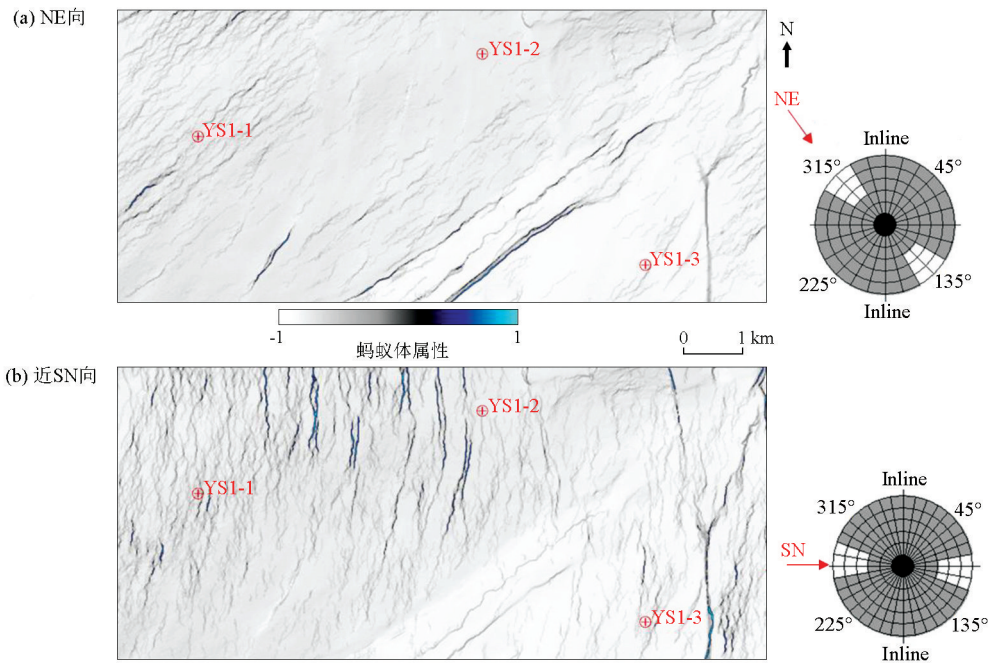 (a) NE向
YS1-2
YS1-1
YS1-3
N
NE
Inline
315°
45°
225°
135°
Inline
-1
1
蚂蚁体属性
0
1 km
(b) 近SN向
YS1-2
YS1-1
YS1-3
Inline
315°
45°
SN
225°
135°
Inline